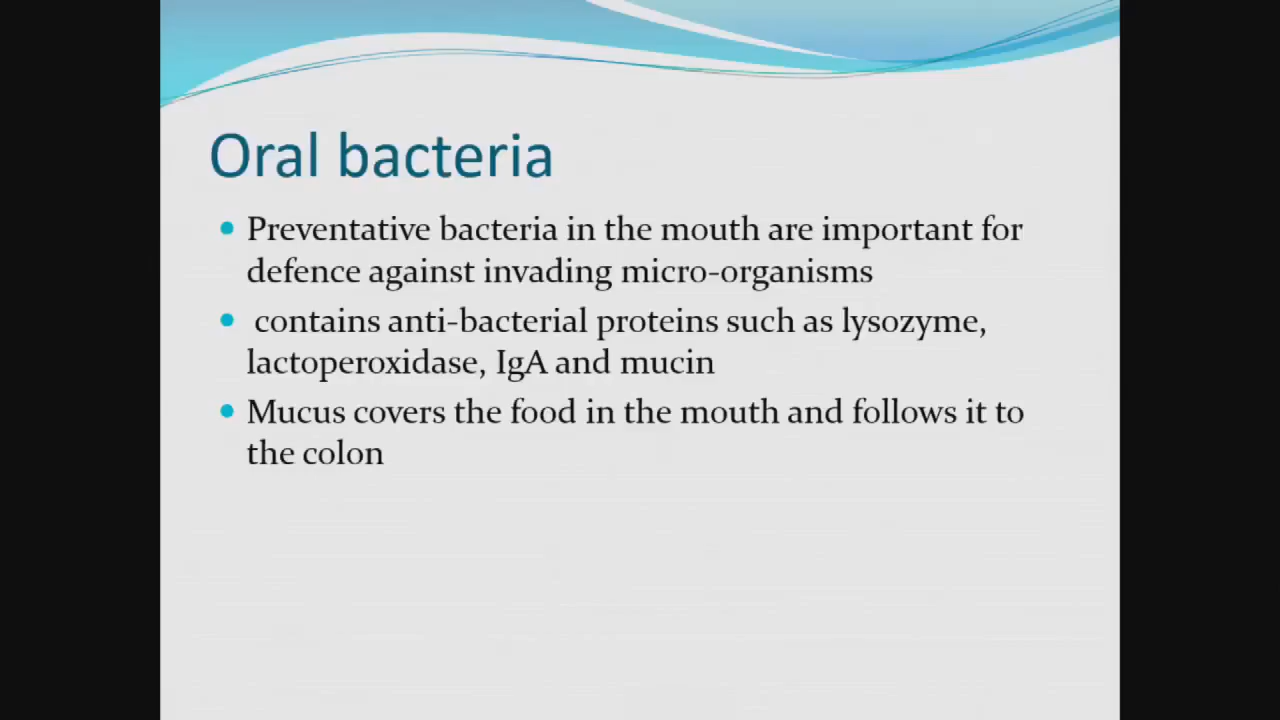 Oral bacteria
Preventative bacteria in the mouth are important for
defence against invading micro-organisms
contains anti-bacterial proteins such as lysozyme,
lactoperoxidase, IgA and mucin
Mucus covers the food in the mouth and follows it to
the colon